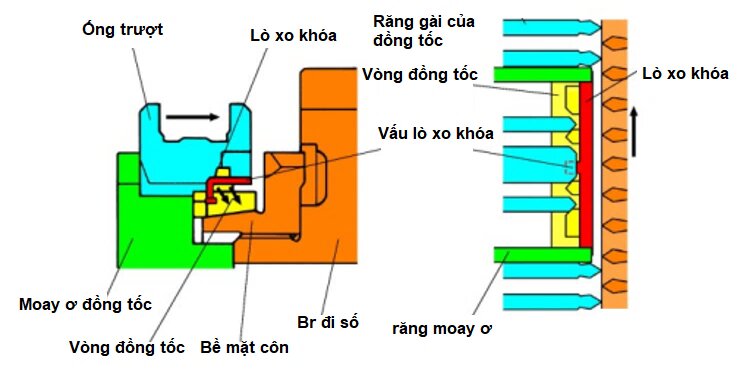 Ống trượt
Lò xo khóa
Răng gài của
đồng tốc
Vòng đồng tốc
Lò xo khóa
Vấu lò xo khóa
Moay ơ đồng tốc
Br đi số
răng moay ơ
Vòng đồng tốc
Bề mặt côn